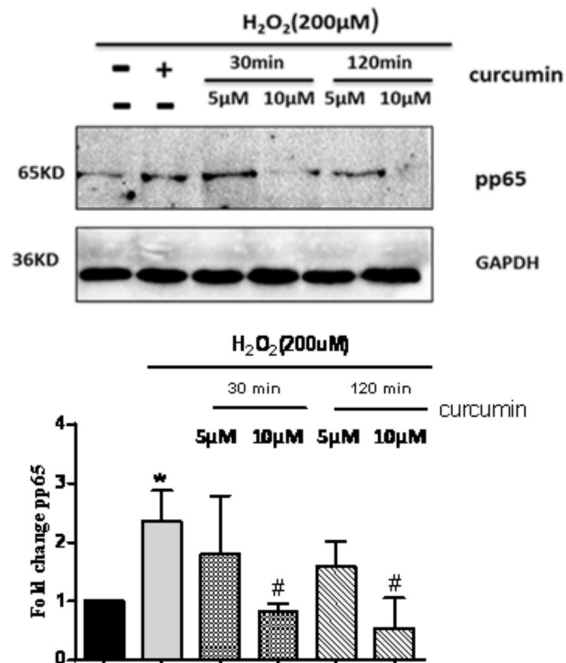 H₂O₂(200μM)
- + 30min 120min
curcumin
- - 5μM 10μM 5μM 10μM
65KD pp65
36KD GAPDH
H₂O₂(200uM)
30 min 120 min
curcumin
5μM 10μM 5μM 10μM
Fold change pp65
4
3
2
1
0
*
#
#